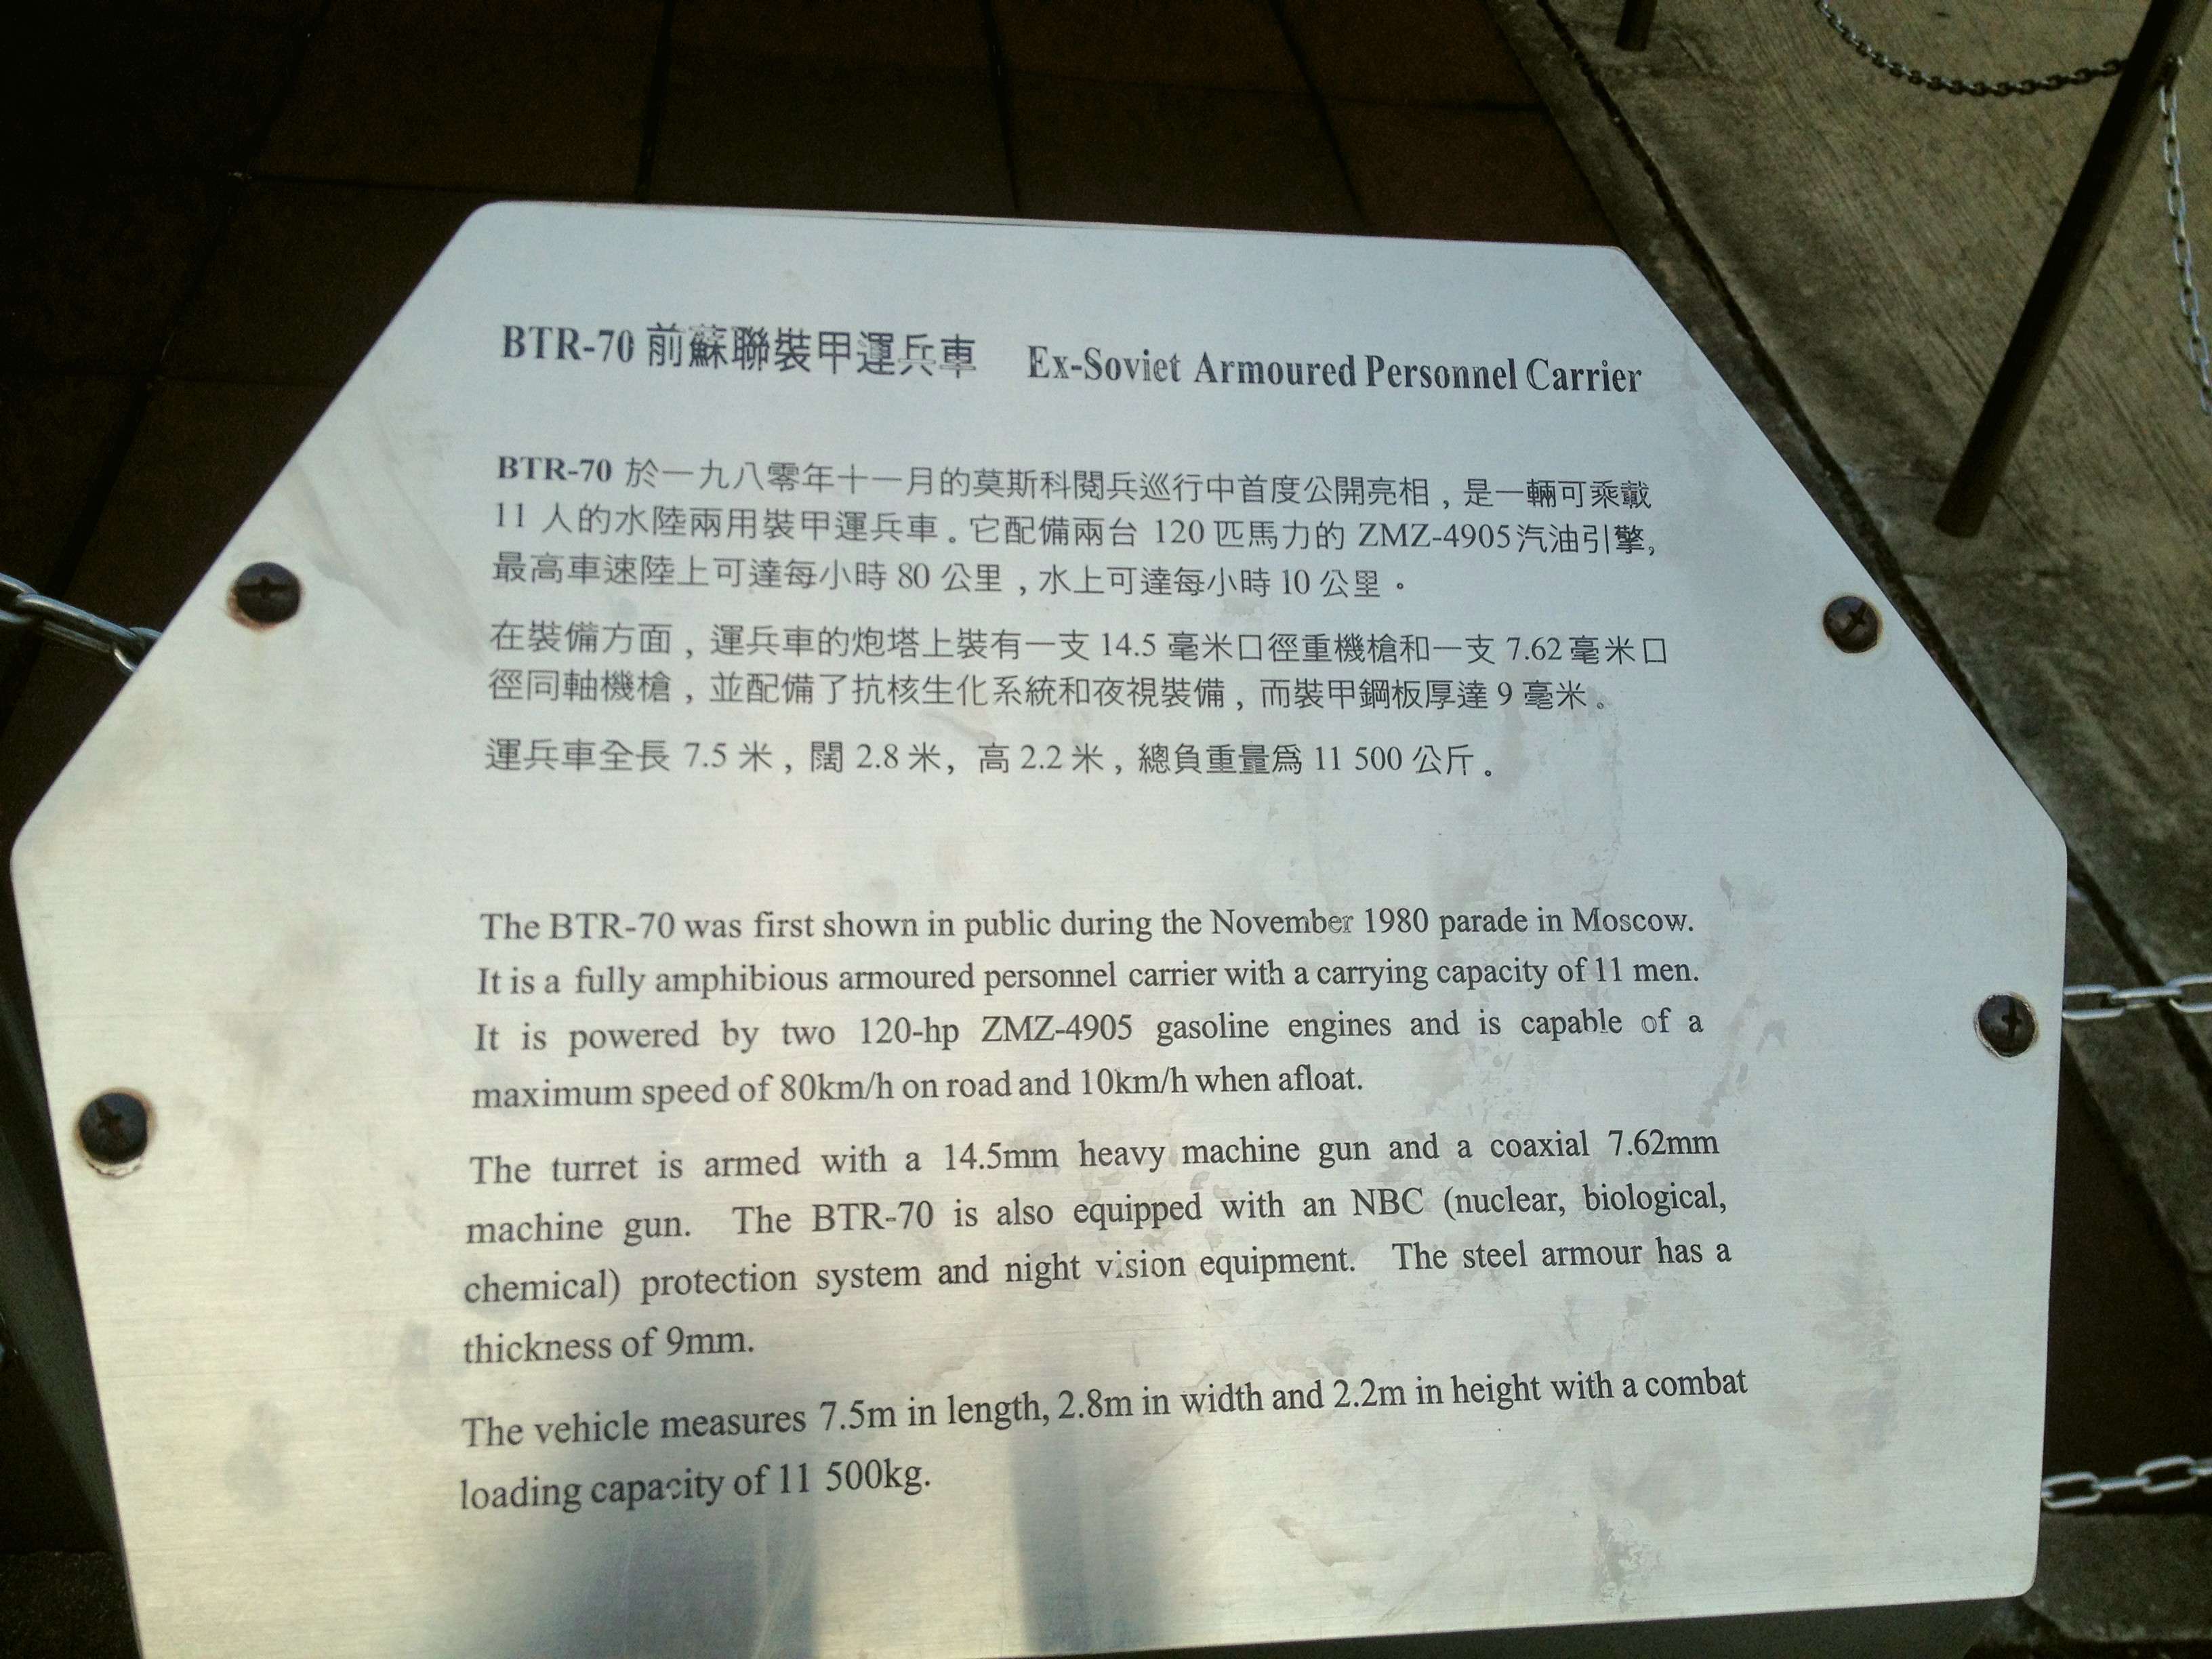 BTR-70 前蘇聯裝甲運兵車 Ex-Soviet Armoured Personnel Carrier
BTR-70 於一九八零年十一月的莫斯科閱兵巡行中首度公開亮相，是一輛可乘載
11 人的水陸兩用裝甲運兵車。它配備兩台 120 匹馬力的 ZMZ-4905汽油引擎，
最高車速陸上可達每小時 80 公里，水上可達每小時 10 公里。
在裝備方面，運兵車的炮塔上裝有一支 14.5 毫米口徑重機槍和一支 7.62 毫米口
徑同軸機槍，並配備了抗核生化系統和夜視裝備，而裝甲鋼板厚達 9 毫米。
運兵車全長 7.5 米，闊 2.8 米，高 2.2 米，總負重量爲 11 500 公斤。
The BTR-70 was first shown in public during the November 1980 parade in Moscow.
It is a fully amphibious armoured personnel carrier with a carrying capacity of 11 men.
It is powered by two 120-hp ZMZ-4905 gasoline engines and is capable of a
maximum speed of 80km/h on road and 10km/h when afloat.
The turret is armed with a 14.5mm heavy machine gun and a coaxial 7.62mm
machine gun. The BTR-70 is also equipped with an NBC (nuclear, biological,
chemical) protection system and night vision equipment. The steel armour has a
thickness of 9mm.
The vehicle measures 7.5m in length, 2.8m in width and 2.2m in height with a combat
loading capacity of 11 500kg.